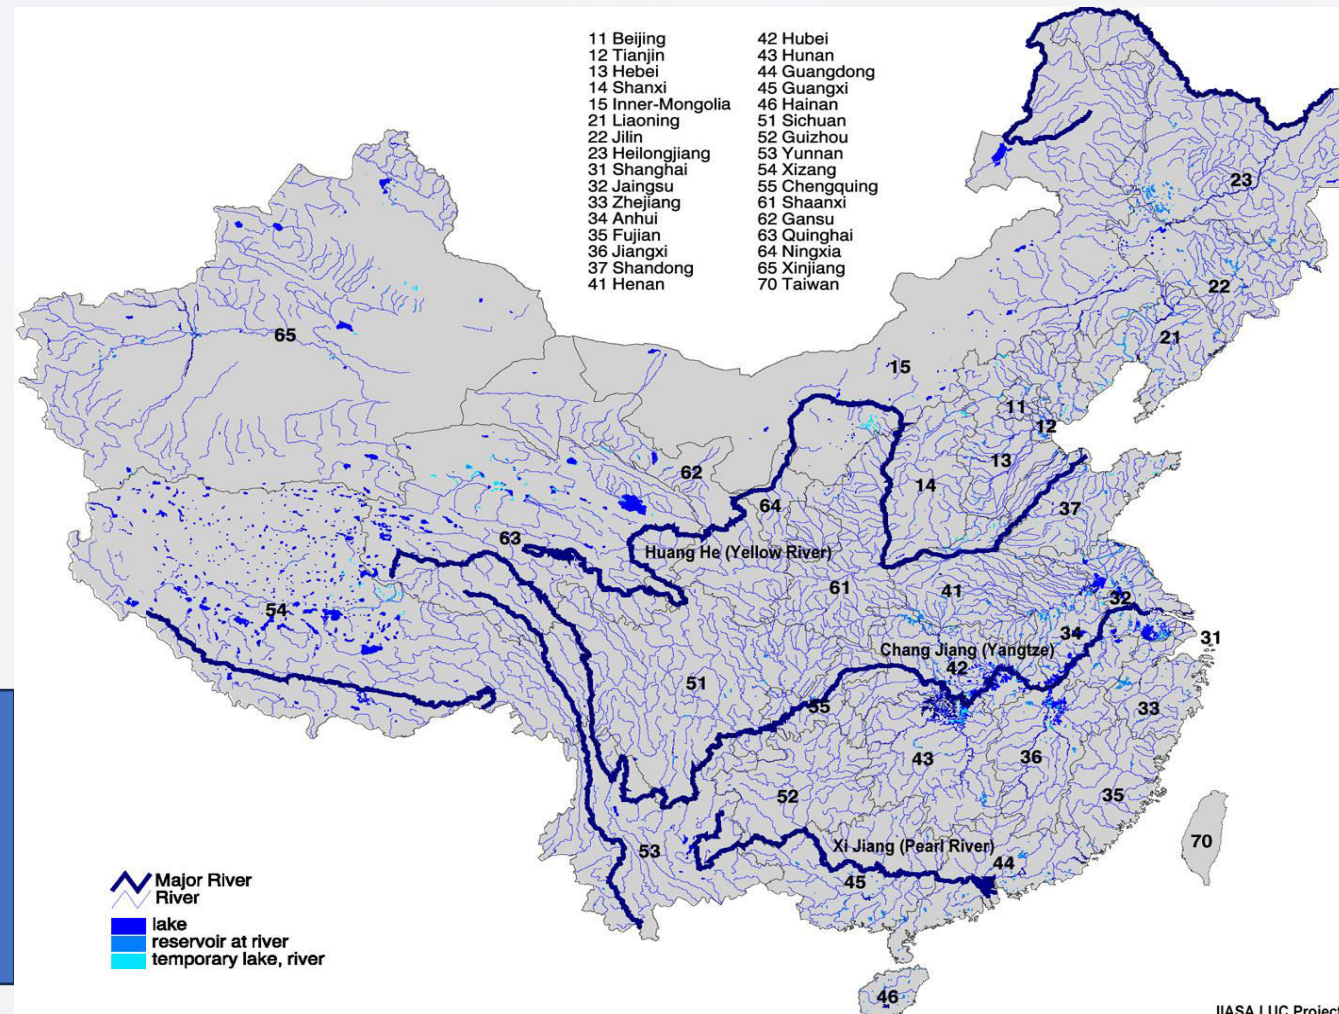 11 Beijing
12 Tianjin
13 Hebei
14 Shanxi
15 Inner-Mongolia
21 Liaoning
22 Jilin
23 Heilongjiang
31 Shanghai
32 Jaingsu
33 Zhejiang
34 Anhui
35 Fujian
36 Jiangxi
37 Shandong
41 Henan
42 Hubei
43 Hunan
44 Guangdong
45 Guangxi
46 Hainan
51 Sichuan
52 Guizhou
53 Yunnan
54 Xizang
55 Chengquing
61 Shaanxi
62 Gansu
63 Quinghai
64 Ningxia
65 Xinjiang
70 Taiwan
23
22
65
21
15
11
12
13
62
14
64
37
63
Huang He (Yellow River)
61
41
32
54
34
31
Chang Jiang (Yangtze)
42
51
55
33
43
36
52
35
70
Xi Jiang (Pearl River)
53
44
45
46
Major River
River
lake
reservoir at river
temporary lake, river
IIASA LUC Project